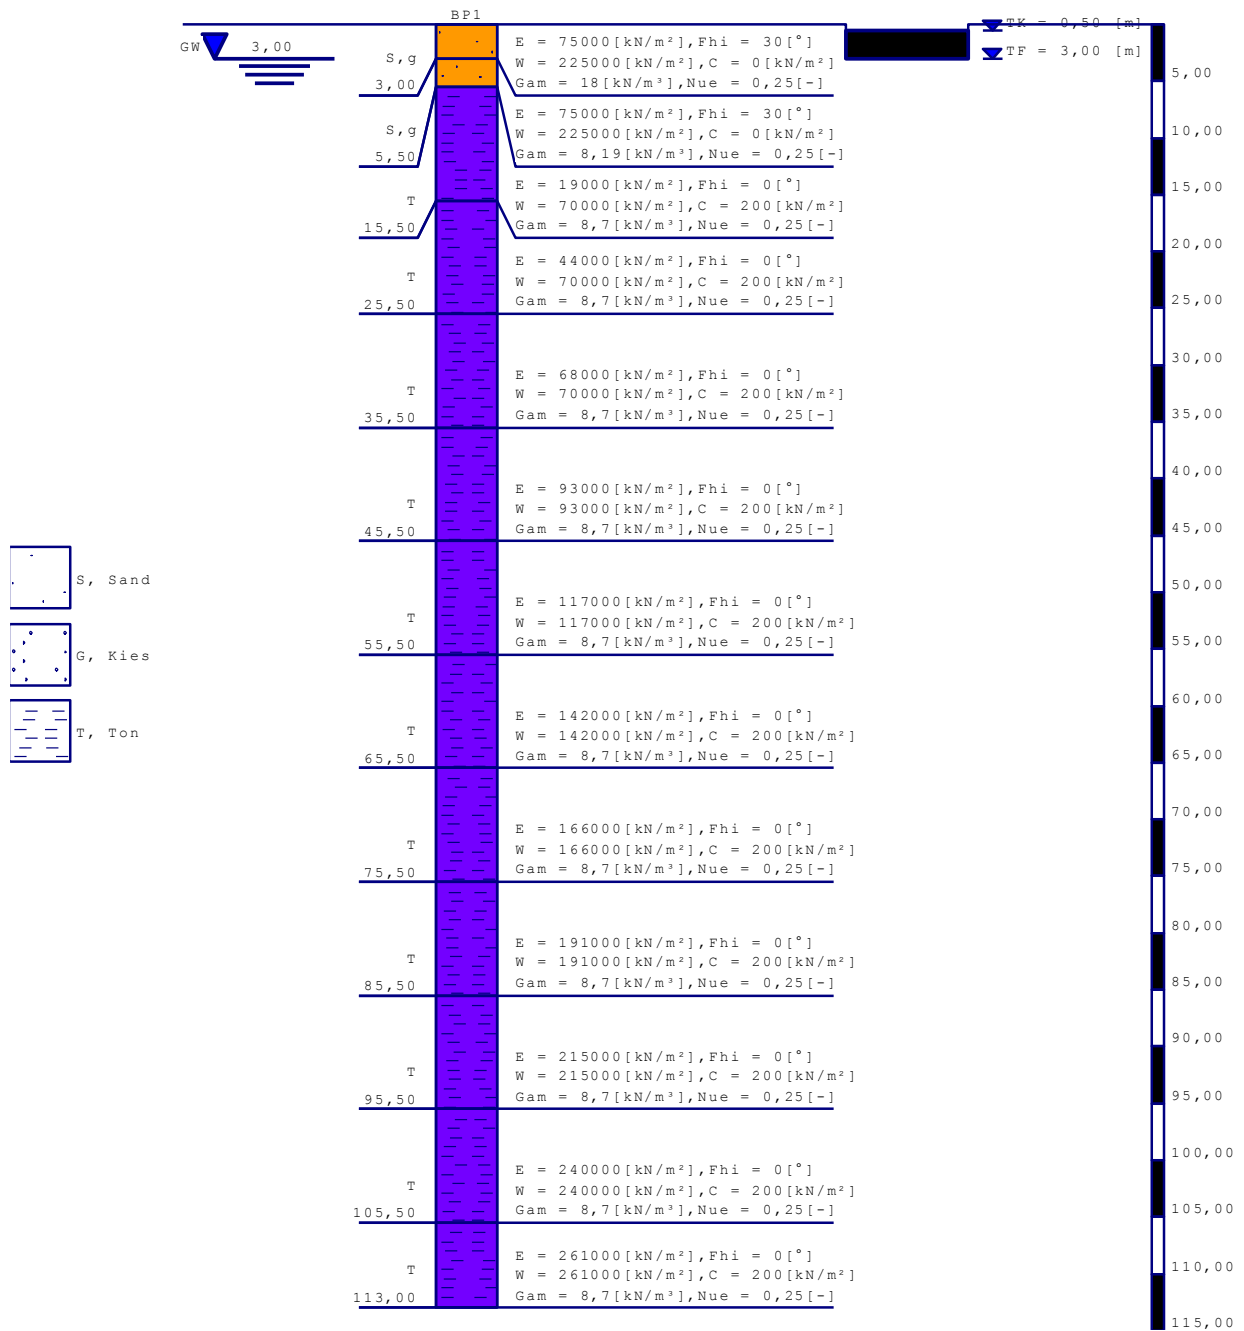 BP1
TK = 0,50 [m]
GW 3,00
TF = 3,00 [m]
S,g
3,00
E = 75000[kN/m²],Fhi = 30[°]
W = 225000[kN/m²],C = 0[kN/m²]
Gam = 18[kN/m³],Nue = 0,25[-]
S,g
5,50
E = 75000[kN/m²],Fhi = 30[°]
W = 225000[kN/m²],C = 0[kN/m²]
Gam = 8,19[kN/m³],Nue = 0,25[-]
T
15,50
E = 19000[kN/m²],Fhi = 0[°]
W = 70000[kN/m²],C = 200[kN/m²]
Gam = 8,7[kN/m³],Nue = 0,25[-]
T
25,50
E = 44000[kN/m²],Fhi = 0[°]
W = 70000[kN/m²],C = 200[kN/m²]
Gam = 8,7[kN/m³],Nue = 0,25[-]
T
35,50
E = 68000[kN/m²],Fhi = 0[°]
W = 70000[kN/m²],C = 200[kN/m²]
Gam = 8,7[kN/m³],Nue = 0,25[-]
T
45,50
E = 93000[kN/m²],Fhi = 0[°]
W = 93000[kN/m²],C = 200[kN/m²]
Gam = 8,7[kN/m³],Nue = 0,25[-]
T
55,50
E = 117000[kN/m²],Fhi = 0[°]
W = 117000[kN/m²],C = 200[kN/m²]
Gam = 8,7[kN/m³],Nue = 0,25[-]
T
65,50
E = 142000[kN/m²],Fhi = 0[°]
W = 142000[kN/m²],C = 200[kN/m²]
Gam = 8,7[kN/m³],Nue = 0,25[-]
T
75,50
E = 166000[kN/m²],Fhi = 0[°]
W = 166000[kN/m²],C = 200[kN/m²]
Gam = 8,7[kN/m³],Nue = 0,25[-]
T
85,50
E = 191000[kN/m²],Fhi = 0[°]
W = 191000[kN/m²],C = 200[kN/m²]
Gam = 8,7[kN/m³],Nue = 0,25[-]
T
95,50
E = 215000[kN/m²],Fhi = 0[°]
W = 215000[kN/m²],C = 200[kN/m²]
Gam = 8,7[kN/m³],Nue = 0,25[-]
T
105,50
E = 240000[kN/m²],Fhi = 0[°]
W = 240000[kN/m²],C = 200[kN/m²]
Gam = 8,7[kN/m³],Nue = 0,25[-]
T
113,00
E = 261000[kN/m²],Fhi = 0[°]
W = 261000[kN/m²],C = 200[kN/m²]
Gam = 8,7[kN/m³],Nue = 0,25[-]
S, Sand
G, Kies
T, Ton
5,00
10,00
15,00
20,00
25,00
30,00
35,00
40,00
45,00
50,00
55,00
60,00
65,00
70,00
75,00
80,00
85,00
90,00
95,00
100,00
105,00
110,00
115,00